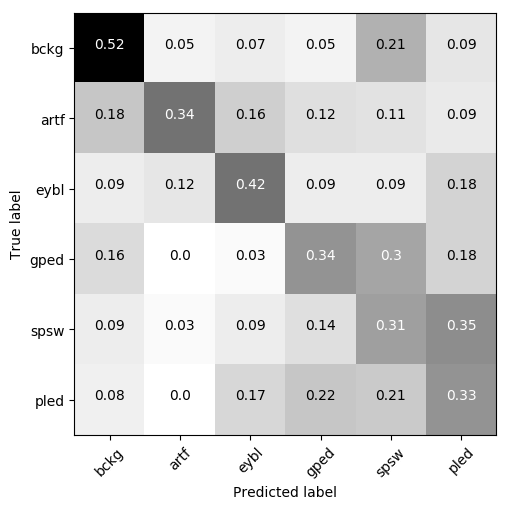 bckg 0.52 0.05 0.07 0.05 0.21 0.09
artf 0.18 0.34 0.16 0.12 0.11 0.09
eybl 0.09 0.12 0.42 0.09 0.09 0.18
gped 0.16 0.0 0.03 0.34 0.3 0.18
spsw 0.09 0.03 0.09 0.14 0.31 0.35
pled 0.08 0.0 0.17 0.22 0.21 0.33
bckg artf eybl gped spsw pled
True label
Predicted label